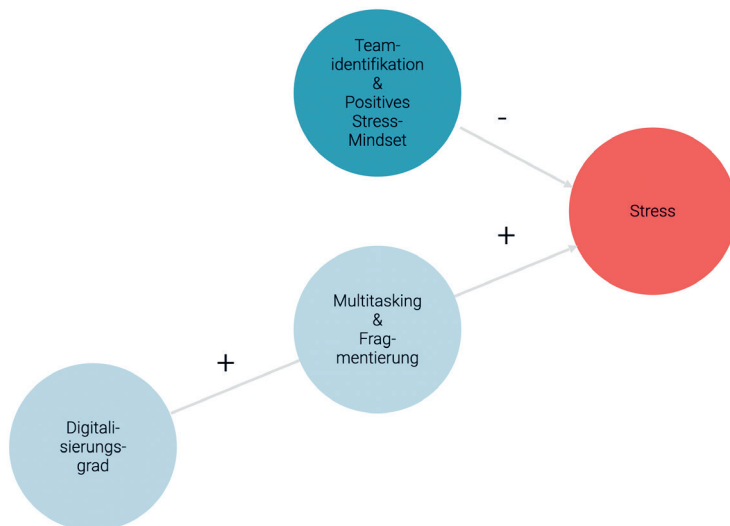 Team-
identifikation
&
Positives
Stress-
Mindset
-
Stress
+
Multitasking
&
Frag-
mentierung
+
Digitali-
sierungs-
grad